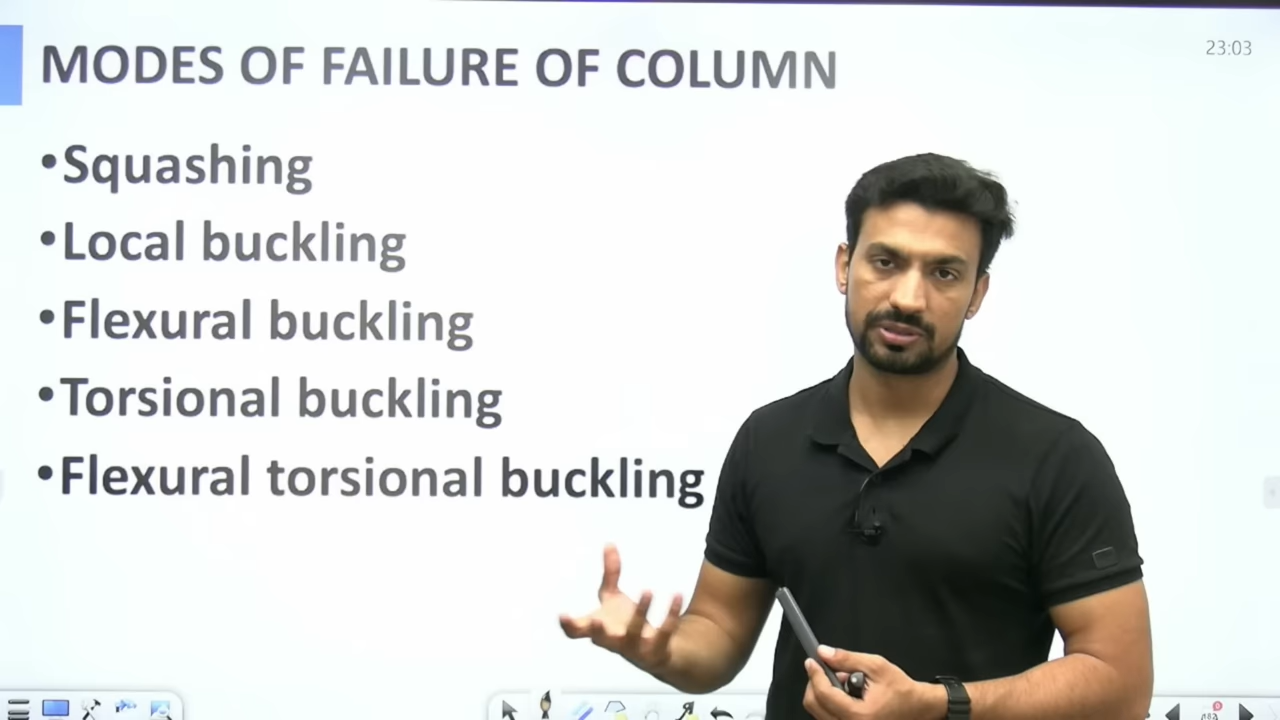 MODES OF FAILURE OF COLUMN
23:03
•Squashing
•Local buckling
•Flexural buckling
•Torsional buckling
•Flexural torsional buckling